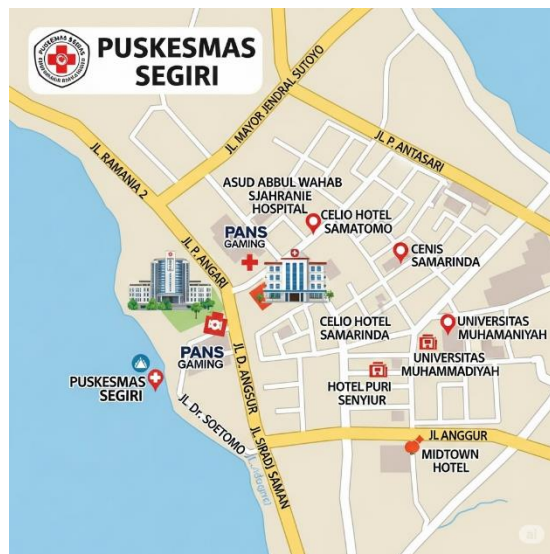 PUSKESMAS
SEGIRI
JL. RAMANIA 2
JL. MAYOR JENDRAL SUTOYO
JL. P. ANTASARI
ASUD ABBUL WAHAB
SJAHRANIE
HOSPITAL
CELIO HOTEL
SAMATOMO
PANS
GAMING
JL. P. ANGARI
CENIS
SAMARINDA
CELIO HOTEL
SAMARINDA
UNIVERSITAS
MUHAMANIYAH
PANS
GAMING
JL. D. ANGSUR
UNIVERSITAS
MUHAMMADIYAH
PUSKESMAS
SEGIRI
HOTEL PURI
SENYIUR
JL. Dr. SOETOMO
JL. SIRADI SAMAN
JL. ANGGUR
MIDTOWN
HOTEL
ai